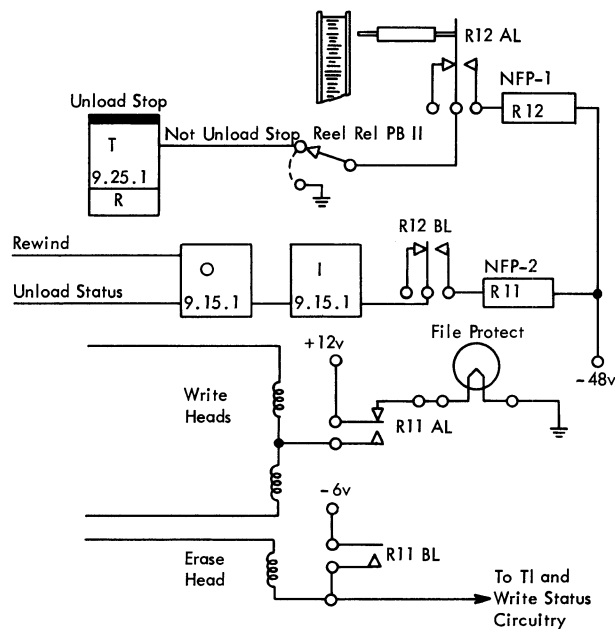 R12 AL
NFP-1
R12
Unload Stop
T
9.25.1
R
Not Unload Stop
Reel Rel PB II
Rewind
Unload Status
O
9.15.1
I
9.15.1
R12 BL
NFP-2
R11
-48v
File Protect
+12v
Write
Heads
R11 AL
-6v
R11 BL
Erase
Head
To TI and
Write Status
Circuitry